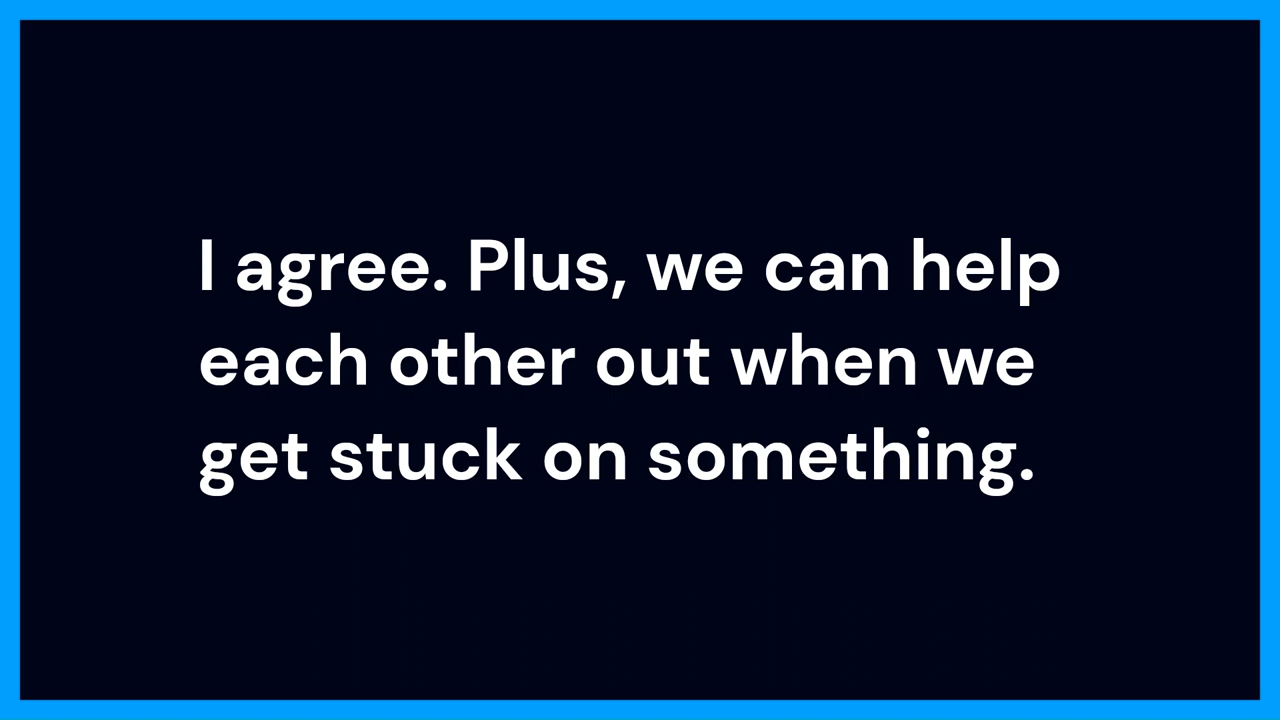 I agree. Plus, we can help
each other out when we
get stuck on something.